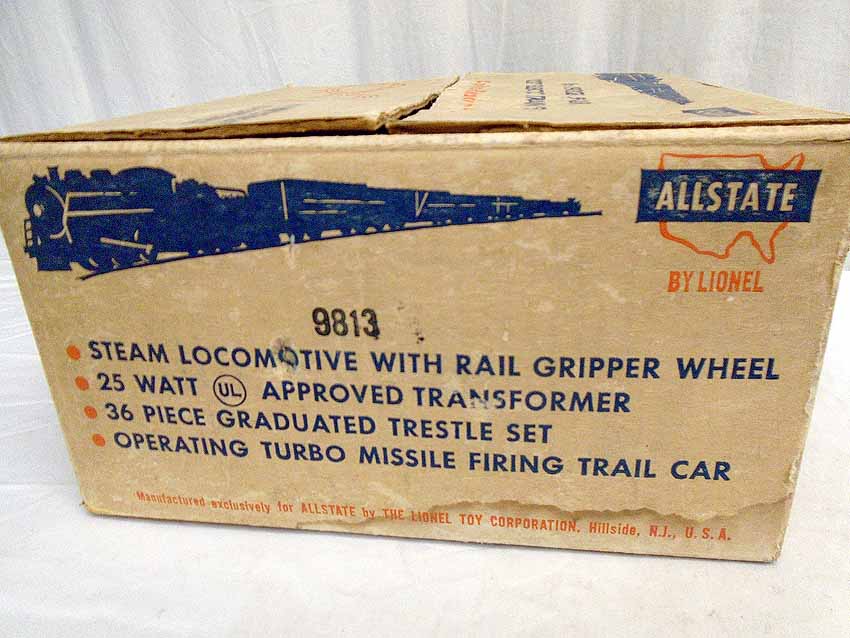 ALLSTATE
BY LIONEL
9813
• STEAM LOCOMOTIVE WITH RAIL GRIPPER WHEEL
• 25 WATT UL APPROVED TRANSFORMER
• 36 PIECE GRADUATED TRESTLE SET
• OPERATING TURBO MISSILE FIRING TRAIL CAR
Manufactured exclusively for ALLSTATE by THE LIONEL TOY CORPORATION, Hillside, N.J., U.S.A.